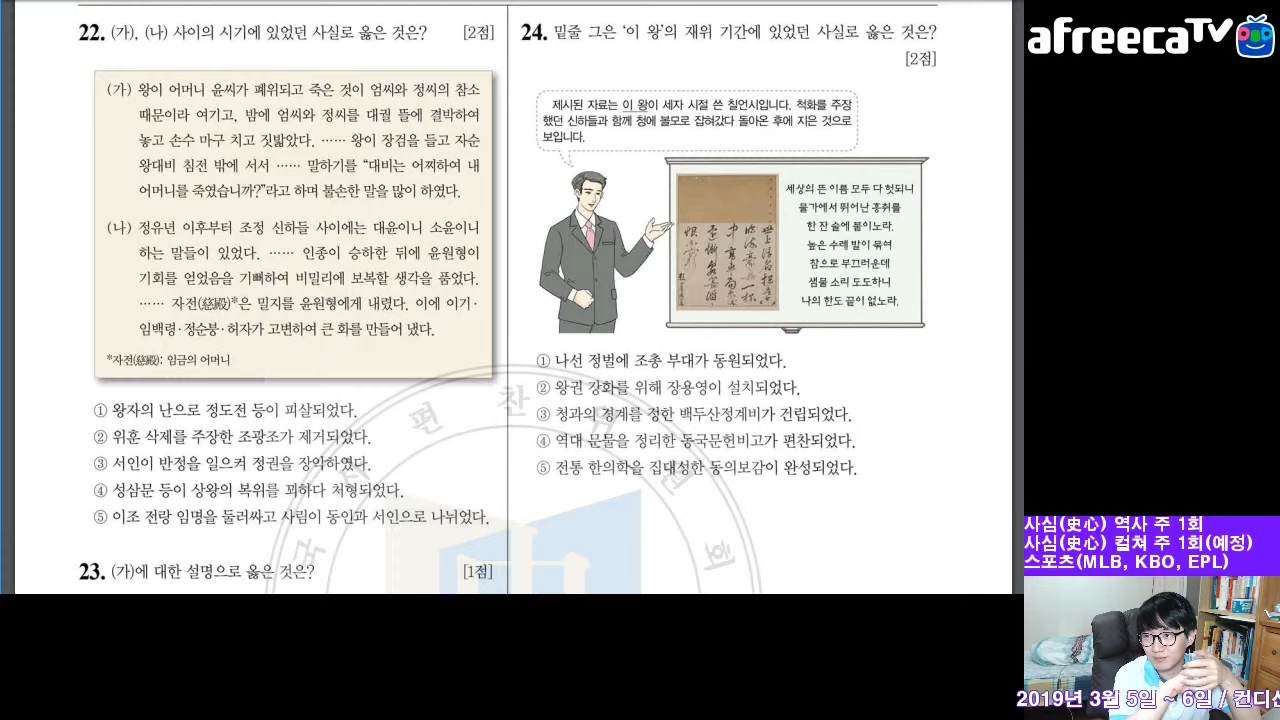 22. (가), (나) 사이의 시기에 있었던 사실로 옳은 것은? [2점]
(가) 왕이 어머니 윤씨가 폐위되고 죽은 것이 엄씨와 정씨의 참소
때문이라 여기고, 밤에 엄씨와 정씨를 대궐 뜰에 결박하여
놓고 손수 마구 치고 짓밟았다. …… 왕이 장검을 들고 자순
왕대비 침전 밖에 서서 …… 말하기를 “대비는 어찌하여 내
어머니를 죽였습니까?”라고 하며 불손한 말을 많이 하였다.
(나) 정유년 이후부터 조정 신하들 사이에는 대윤이니 소윤이니
하는 말들이 있었다. …… 인종이 승하한 뒤에 윤원형이
기회를 얻었음을 기뻐하여 비밀리에 보복할 생각을 품었다.
…… 자전(慈殿)*은 밀지를 윤원형에게 내렸다. 이에 이기·
임백령·정순붕·허자가 고변하여 큰 화를 만들어 냈다.
*자전(慈殿): 임금의 어머니
① 왕자의 난으로 정도전 등이 피살되었다.
② 위훈 삭제를 주장한 조광조가 제거되었다.
③ 서인이 반정을 일으켜 정권을 장악하였다.
④ 성삼문 등이 상왕의 복위를 꾀하다 처형되었다.
⑤ 이조 전랑 임명을 둘러싸고 사림이 동인과 서인으로 나뉘었다.
23. (가)에 대한 설명으로 옳은 것은? [1점]
24. 밑줄 그은 ‘이 왕’의 재위 기간에 있었던 사실로 옳은 것은?
[2점]
제시된 자료는 이 왕이 세자 시절 쓴 칠언시입니다. 척화를 주장
했던 신하들과 함께 청에 볼모로 잡혀갔다 돌아온 후에 지은 것으로
보입니다.
세상의 뜬 이름 모두 다 헛되니
물가에서 뛰어난 흥취를
한 잔 술에 붙이노라.
높은 수레 발이 묶여
참으로 부끄러운데
샘물 소리 도도하니
나의 한도 끝이 없노라.
① 나선 정벌에 조총 부대가 동원되었다.
② 왕권 강화를 위해 장용영이 설치되었다.
③ 청과의 경계를 정한 백두산정계비가 건립되었다.
④ 역대 문물을 정리한 동국문헌비고가 편찬되었다.
⑤ 전통 한의학을 집대성한 동의보감이 완성되었다.
afreecaTV
사심(史心) 역사 주 1회
사심(史心) 컬쳐 주 1회(예정)
스포츠(MLB, KBO, EPL)
2019년 3월 5일 ~ 6일 / 컨디션